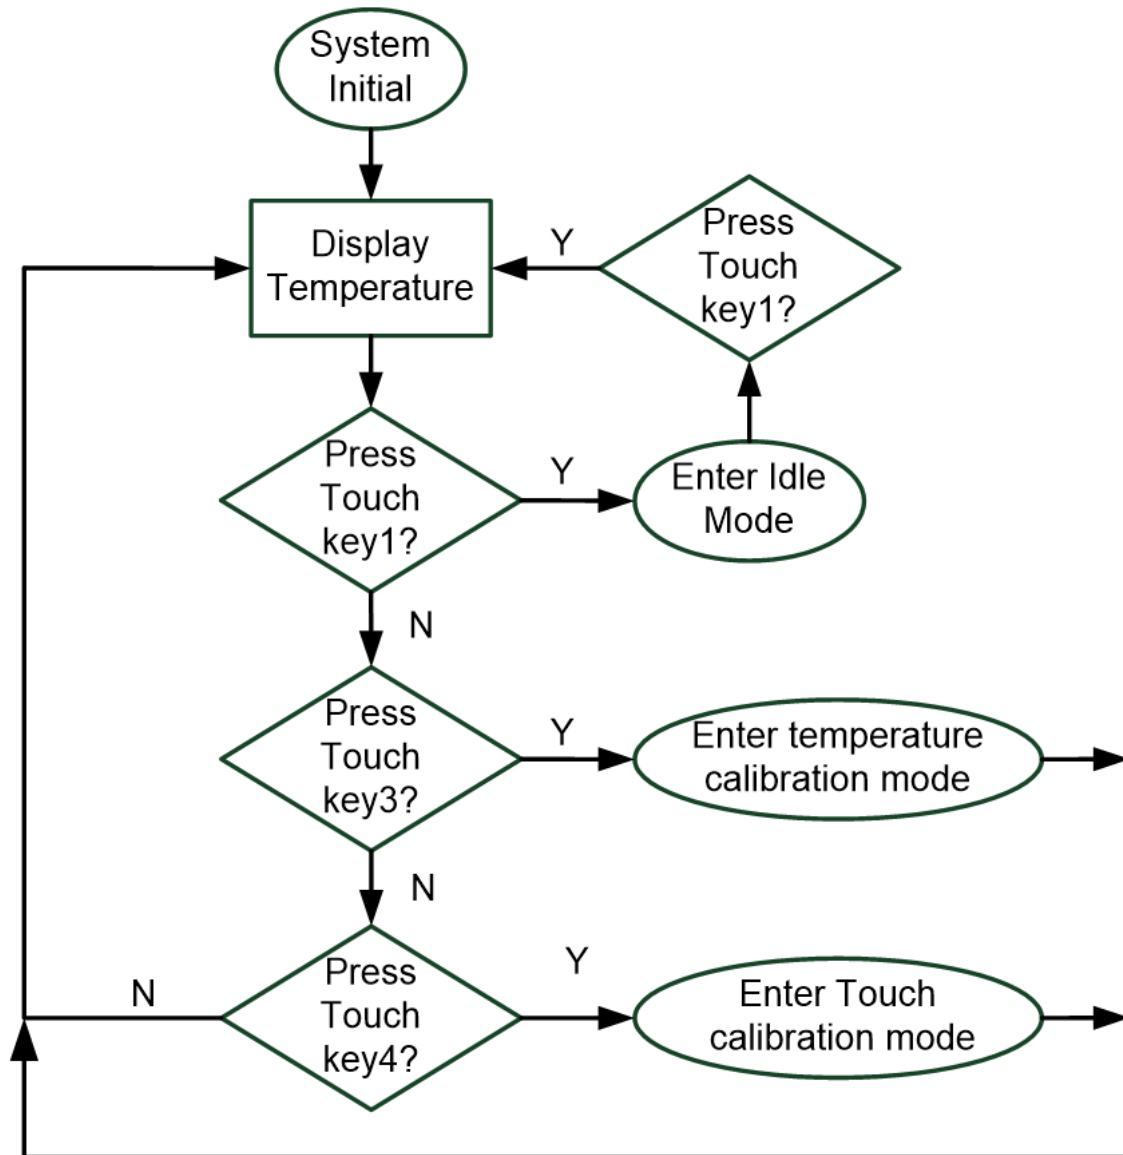 System
Initial
Display
Temperature
Y
Press
Touch
key1?
Press
Touch
key1?
Y
Enter Idle
Mode
N
Press
Touch
key3?
Y
Enter temperature
calibration mode
N
Press
Touch
key4?
N
Y
Enter Touch
calibration mode